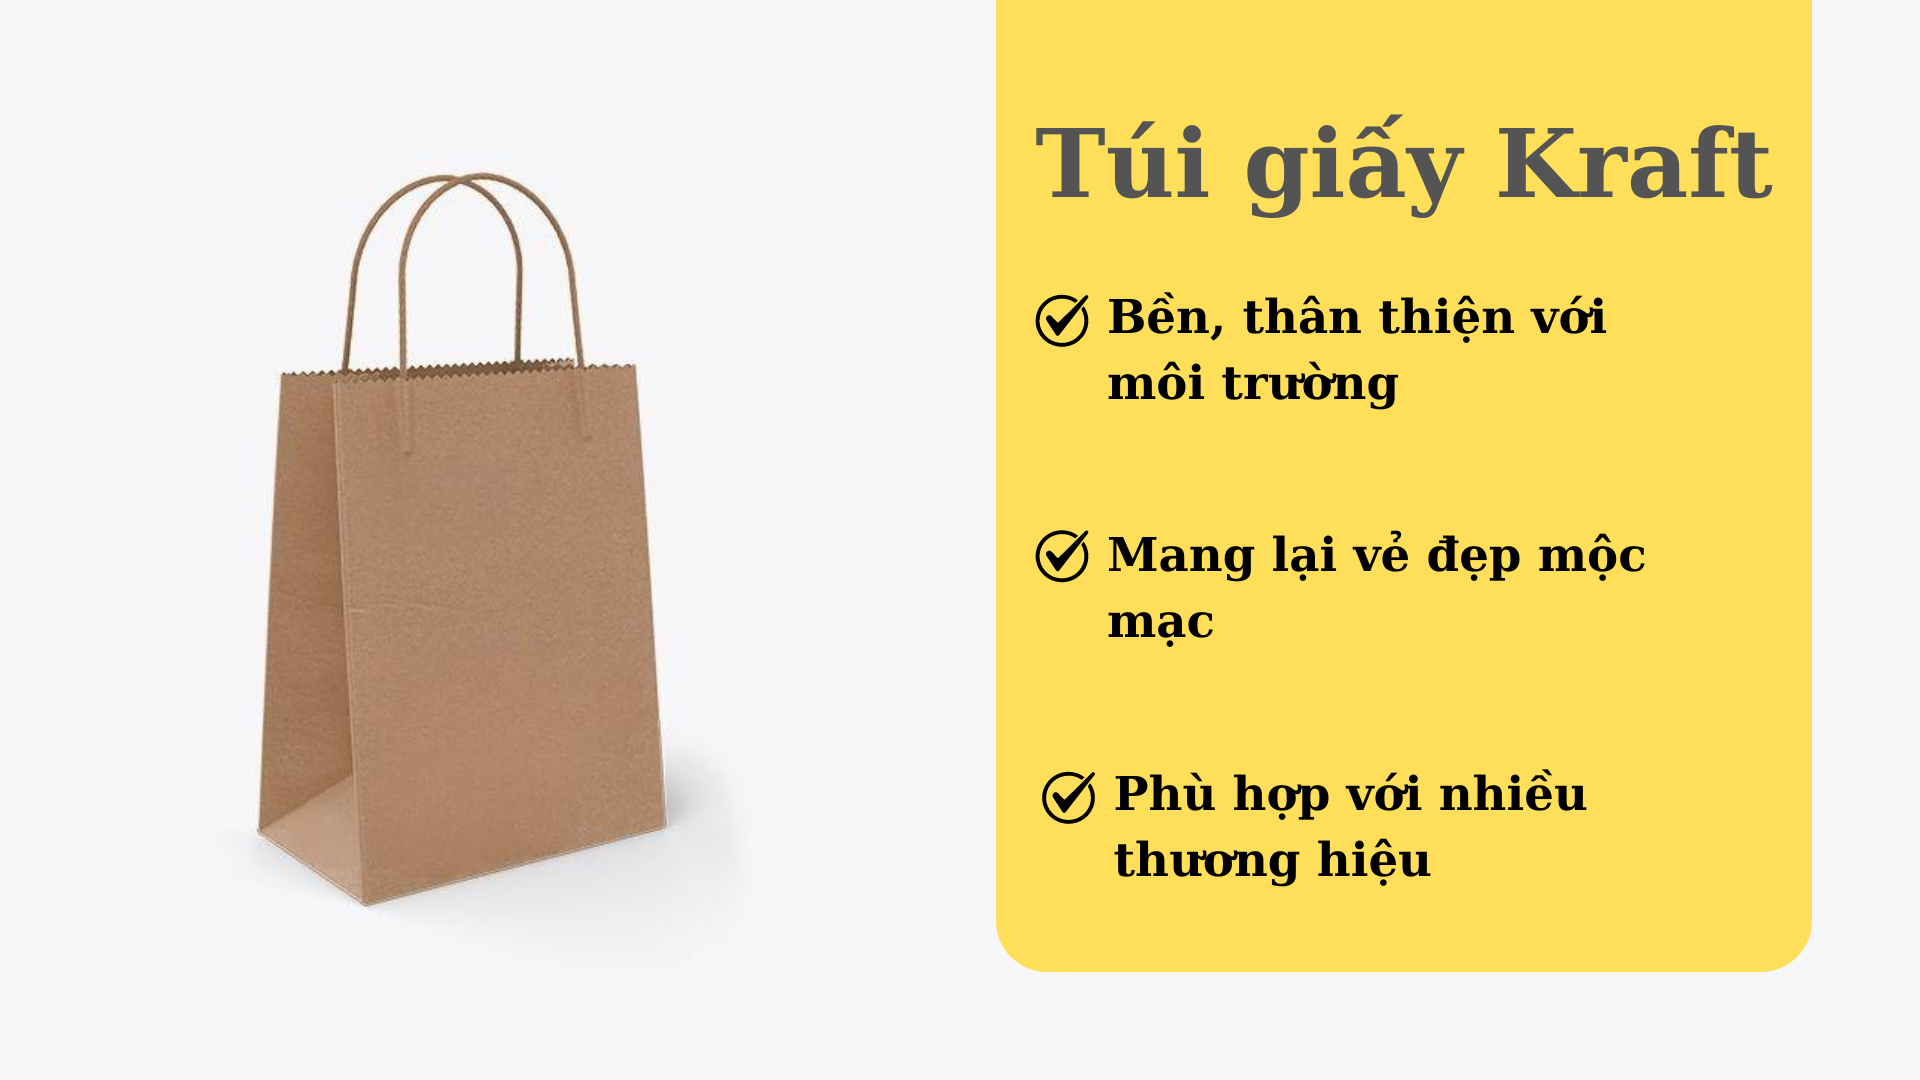 Túi giấy Kraft
Bền, thân thiện với
môi trường
Mang lại vẻ đẹp mộc
mạc
Phù hợp với nhiều
thương hiệu